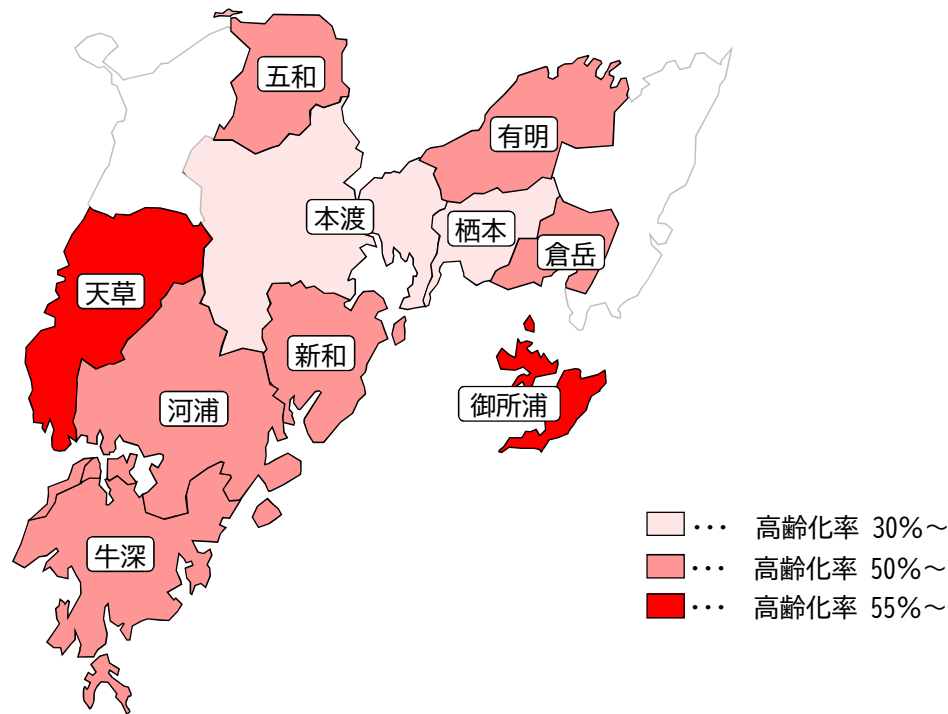 五和
有明
本渡
栖本
倉岳
天草
新和
河浦
御所浦
牛深
･･･ 高齢化率 30%～
･･･ 高齢化率 50%～
･･･ 高齢化率 55%～